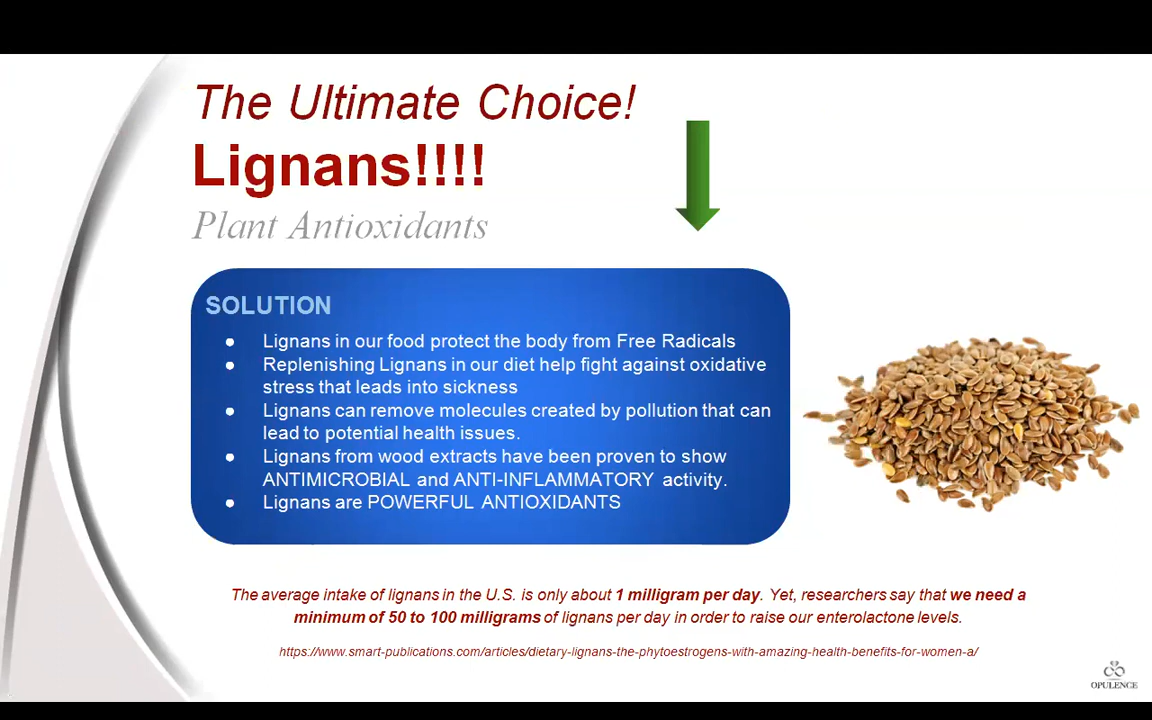 The Ultimate Choice!
Lignans!!!!
Plant Antioxidants
SOLUTION
● Lignans in our food protect the body from Free Radicals
● Replenishing Lignans in our diet help fight against oxidative
stress that leads into sickness
● Lignans can remove molecules created by pollution that can
lead to potential health issues.
● Lignans from wood extracts have been proven to show
ANTIMICROBIAL and ANTI-INFLAMMATORY activity.
● Lignans are POWERFUL ANTIOXIDANTS
The average intake of lignans in the U.S. is only about 1 milligram per day. Yet, researchers say that we need a
minimum of 50 to 100 milligrams of lignans per day in order to raise our enterolactone levels.
https://www.smart-publications.com/articles/dietary-lignans-the-phytoestrogens-with-amazing-health-benefits-for-women-a/
OPULENCE